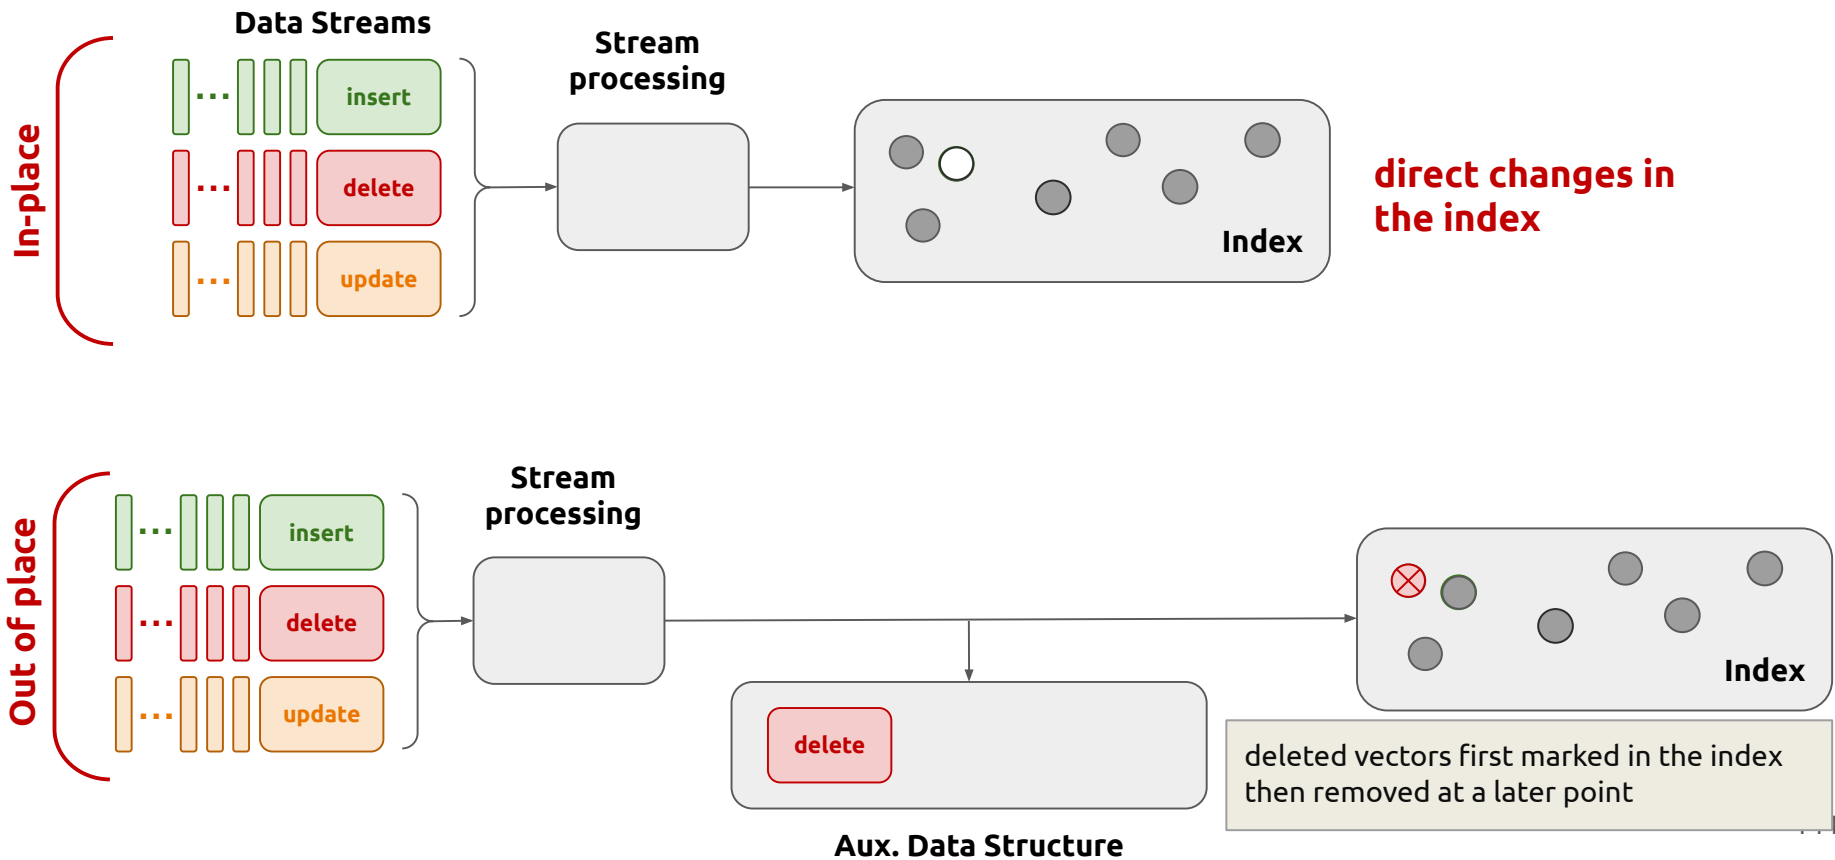 Data Streams
Stream
processing
In-place
... insert
... delete
... update
Index
direct changes in
the index
Stream
processing
Out of place
... insert
... delete
... update
Index
delete
deleted vectors first marked in the index
then removed at a later point
Aux. Data Structure